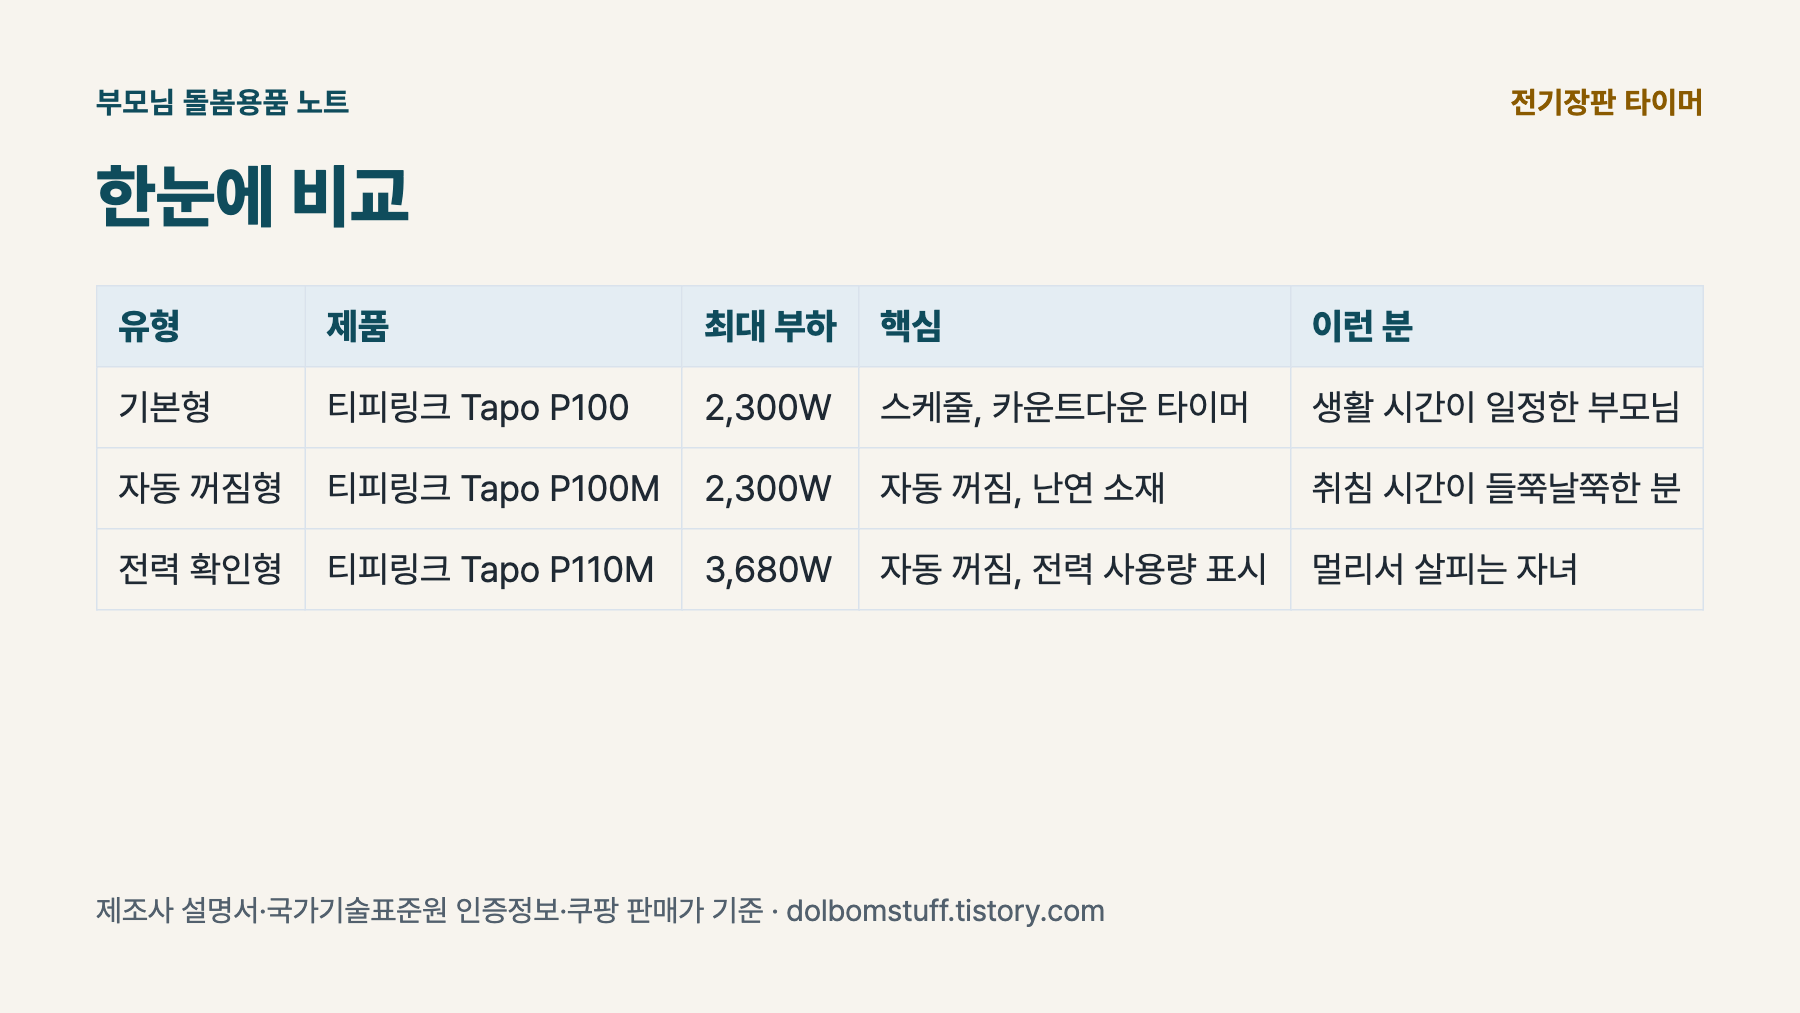 부모님 돌봄용품 노트
전기장판 타이머
한눈에 비교
유형 제품 최대 부하 핵심 이런 분
기본형 티피링크 Tapo P100 2,300W 스케줄, 카운트다운 타이머 생활 시간이 일정한 부모님
자동 꺼짐형 티피링크 Tapo P100M 2,300W 자동 꺼짐, 난연 소재 취침 시간이 들쭉날쭉한 분
전력 확인형 티피링크 Tapo P110M 3,680W 자동 꺼짐, 전력 사용량 표시 멀리서 살피는 자녀
제조사 설명서·국가기술표준원 인증정보·쿠팡 판매가 기준 · dolbomstuff.tistory.com